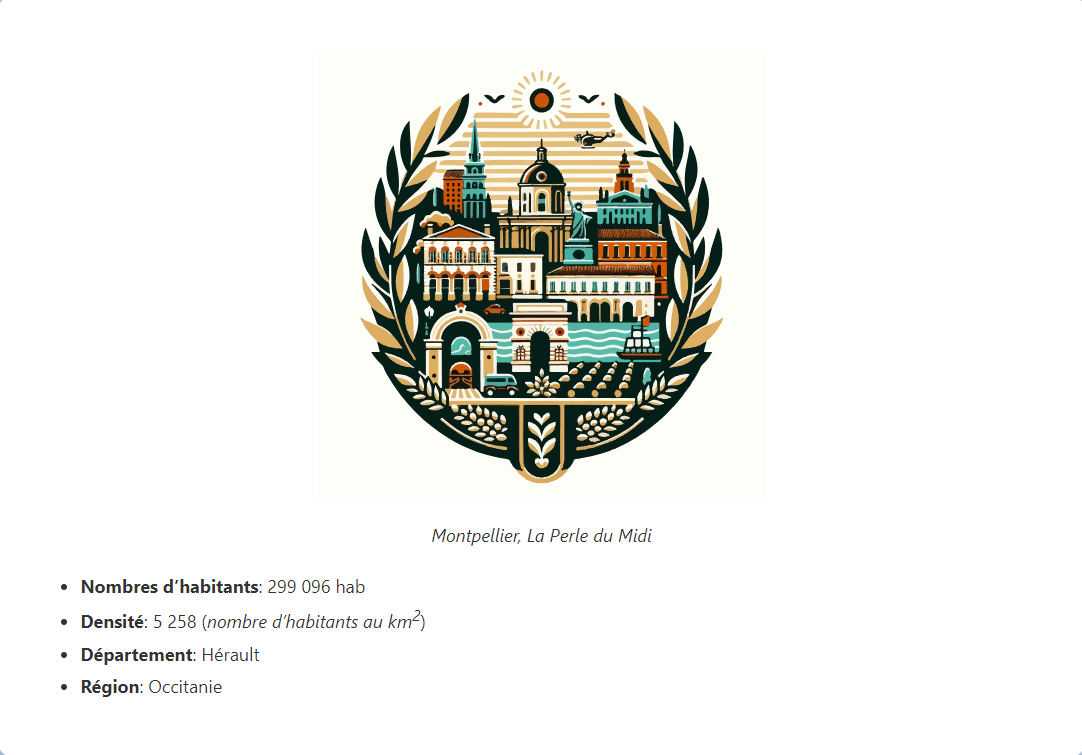 Montpellier, La Perle du Midi
Nombres d’habitants: 299 096 hab
Densité: 5 258 (nombre d’habitants au km²)
Département: Hérault
Région: Occitanie